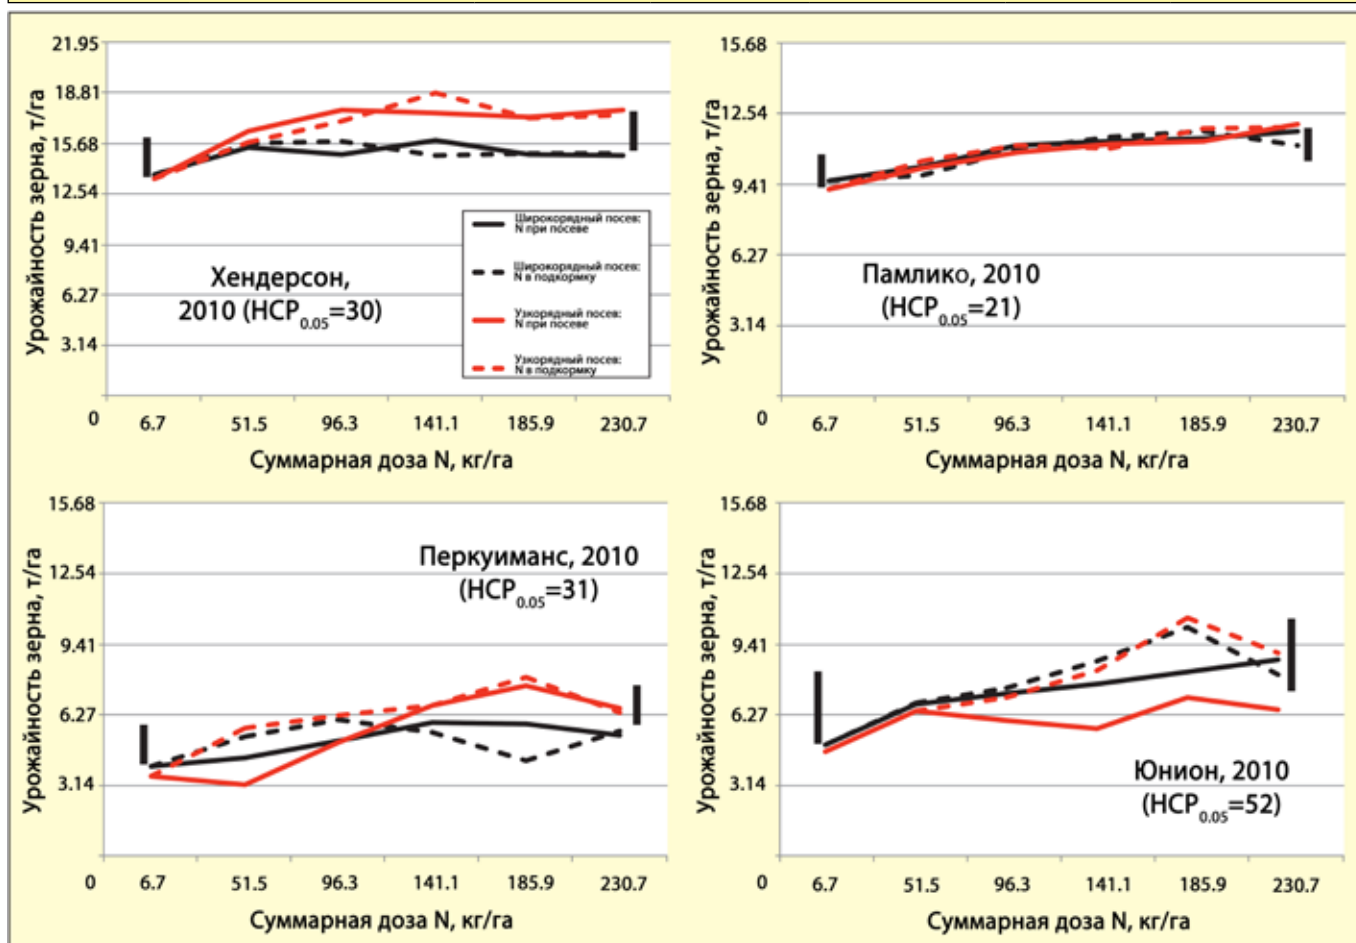 Урожайность зерна, т/га
21.95
18.81
15.68
12.54
9.41
6.27
3.14
0
Хендерсон,
2010 (НСР0.05=30)
Широкорядный посев:
N при посеве
Широкорядный посев:
N в подкормку
Узкорядный посев:
N при посеве
Узкорядный посев:
N в подкормку
6.7 51.5 96.3 141.1 185.9 230.7
Суммарная доза N, кг/га
Урожайность зерна, т/га
15.68
12.54
9.41
6.27
3.14
0
Памлико, 2010
(НСР0.05=21)
6.7 51.5 96.3 141.1 185.9 230.7
Суммарная доза N, кг/га
Урожайность зерна, т/га
15.68
12.54
9.41
6.27
3.14
0
Перкуиманс, 2010
(НСР0.05=31)
6.7 51.5 96.3 141.1 185.9 230.7
Суммарная доза N, кг/га
Урожайность зерна, т/га
15.68
12.54
9.41
6.27
3.14
0
Юнион, 2010
(НСР0.05=52)
6.7 51.5 96.3 141.1 185.9 230.7
Суммарная доза N, кг/га